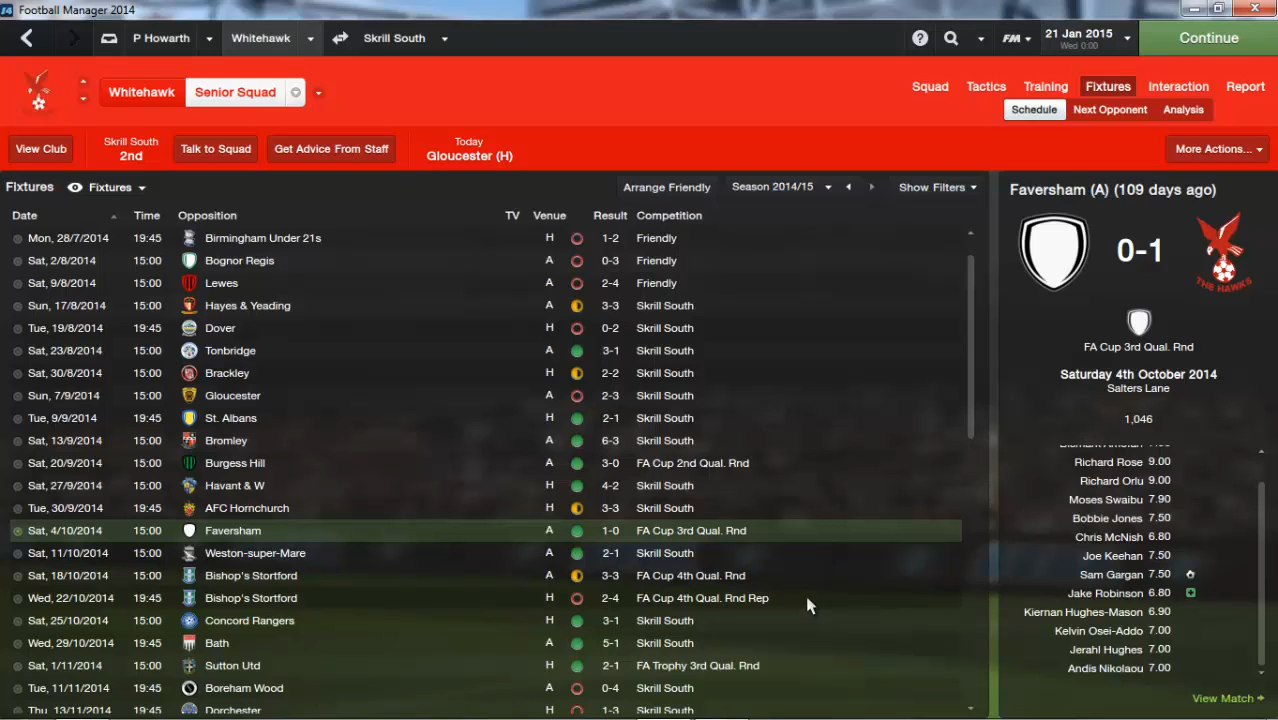 14 Football Manager 2014
P Howarth Whitehawk Skrill South ? FM 21 Jan 2015 Wed 0:00 Continue
Whitehawk Senior Squad Squad Tactics Training Fixtures Interaction Report
Schedule Next Opponent Analysis
View Club Skrill South 2nd Talk to Squad Get Advice From Staff Today Gloucester (H) More Actions...
Fixtures Fixtures Arrange Friendly Season 2014/15 Show Filters
Date Time Opposition TV Venue Result Competition
Mon, 28/7/2014 19:45 Birmingham Under 21s H 1-2 Friendly
Sat, 2/8/2014 15:00 Bognor Regis A 0-3 Friendly
Sat, 9/8/2014 15:00 Lewes A 2-4 Friendly
Sun, 17/8/2014 15:00 Hayes & Yeading A 3-3 Skrill South
Tue, 19/8/2014 19:45 Dover H 0-2 Skrill South
Sat, 23/8/2014 15:00 Tonbridge A 3-1 Skrill South
Sat, 30/8/2014 15:00 Brackley H 2-2 Skrill South
Sun, 7/9/2014 15:00 Gloucester A 2-3 Skrill South
Tue, 9/9/2014 19:45 St. Albans H 2-1 Skrill South
Sat, 13/9/2014 15:00 Bromley A 6-3 Skrill South
Sat, 20/9/2014 15:00 Burgess Hill A 3-0 FA Cup 2nd Qual. Rnd
Sat, 27/9/2014 15:00 Havant & W H 4-2 Skrill South
Tue, 30/9/2014 19:45 AFC Hornchurch H 3-3 Skrill South
Sat, 4/10/2014 15:00 Faversham A 1-0 FA Cup 3rd Qual. Rnd
Sat, 11/10/2014 15:00 Weston-super-Mare A 2-1 Skrill South
Sat, 18/10/2014 15:00 Bishop's Stortford A 3-3 FA Cup 4th Qual. Rnd
Wed, 22/10/2014 19:45 Bishop's Stortford H 2-4 FA Cup 4th Qual. Rnd Rep
Sat, 25/10/2014 15:00 Concord Rangers H 3-1 Skrill South
Wed, 29/10/2014 19:45 Bath A 5-1 Skrill South
Sat, 1/11/2014 15:00 Sutton Utd H 2-1 FA Trophy 3rd Qual. Rnd
Tue, 11/11/2014 19:45 Boreham Wood A 0-4 Skrill South
Thu, 13/11/2014 19:45 Dorchester H 1-3 Skrill South
Faversham (A) (109 days ago)
0-1
THE HAWKS
FA Cup 3rd Qual. Rnd
Saturday 4th October 2014
Salters Lane
1,046
Richard Rose 9.00
Richard Orlu 9.00
Moses Swaibu 7.90
Bobbie Jones 7.50
Chris McNish 6.80
Joe Keehan 7.50
Sam Gargan 7.50
Jake Robinson 6.80
Kiernan Hughes-Mason 6.90
Kelvin Osei-Addo 7.00
Jerahl Hughes 7.00
Andis Nikolaou 7.00
View Match